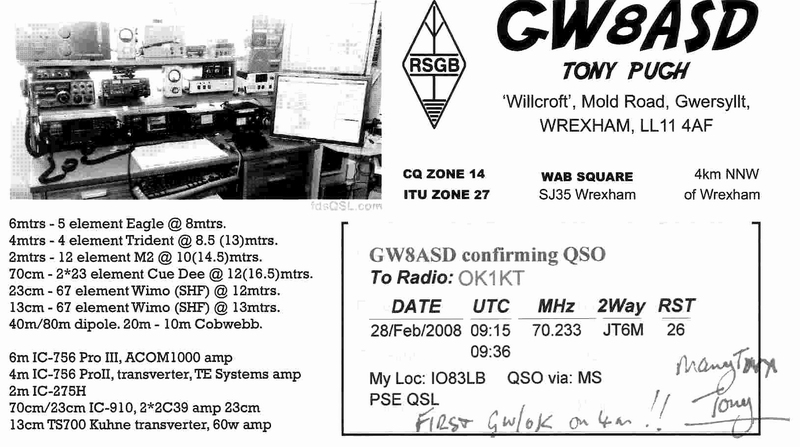 GW8ASD
TONY PUGH
RSGB
'Willcroft', Mold Road, Gwersyllt,
WREXHAM, LL11 4AF
CQ ZONE 14 WAB SQUARE 4km NNW
ITU ZONE 27 SJ35 Wrexham of Wrexham
fdsQSL.com
6mtrs - 5 element Eagle @ 8mtrs.
4mtrs - 4 element Trident @ 8.5 (13)mtrs.
2mtrs - 12 element M2 @ 10(14.5)mtrs.
70cm - 2*23 element Cue Dee @ 12(16.5)mtrs.
23cm - 67 element Wimo (SHF) @ 12mtrs.
13cm - 67 element Wimo (SHF) @ 13mtrs.
40m/80m dipole. 20m - 10m Cobwebb.
6m IC-756 Pro III, ACOM1000 amp
4m IC-756 ProII, transverter, TE Systems amp
2m IC-275H
70cm/23cm IC-910, 2*2C39 amp 23cm
13cm TS700 Kuhne transverter, 60w amp
GW8ASD confirming QSO
To Radio: OK1KT
DATE UTC MHz 2Way RST
28/Feb/2008 09:15 70.233 JT6M 26
09:36
My Loc: IO83LB QSO via: MS
PSE QSL
FIRST GW/OK on 4m !!
Many Tnx
Tony